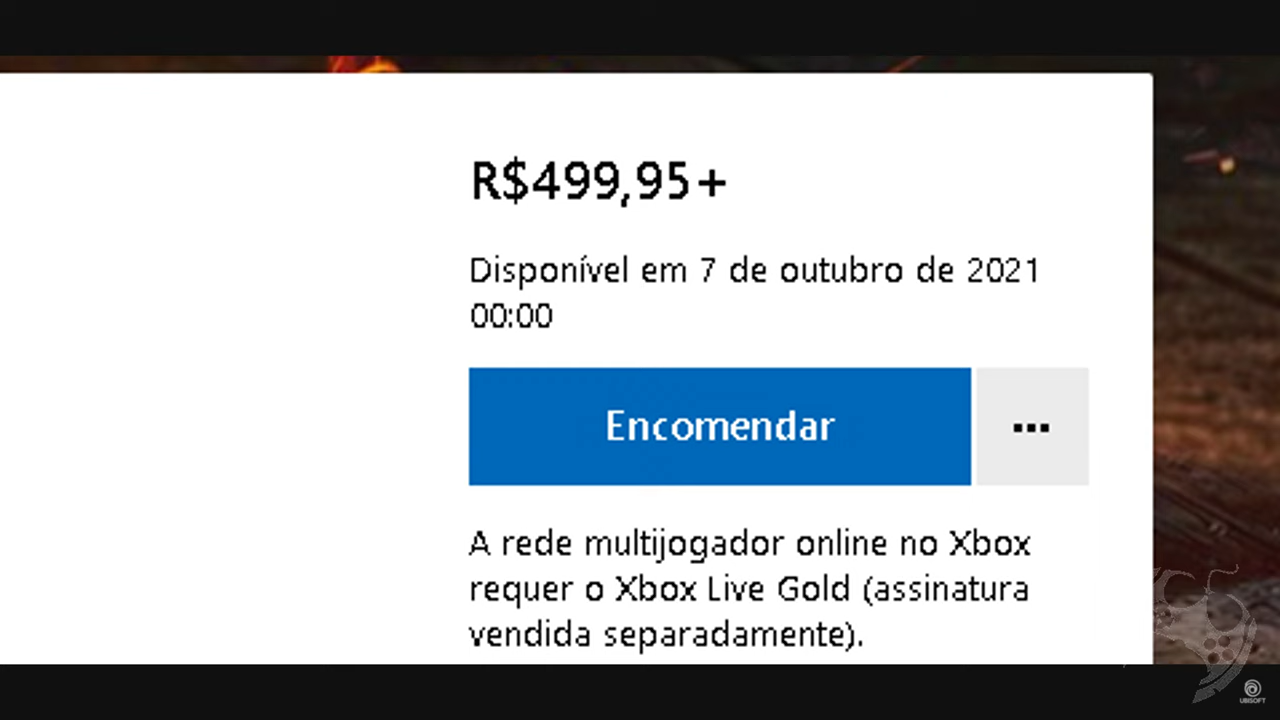 R$499,95+
Disponível em 7 de outubro de 2021
00:00
Encomendar
...
A rede multijogador online no Xbox
requer o Xbox Live Gold (assinatura
vendida separadamente).
UBISOFT